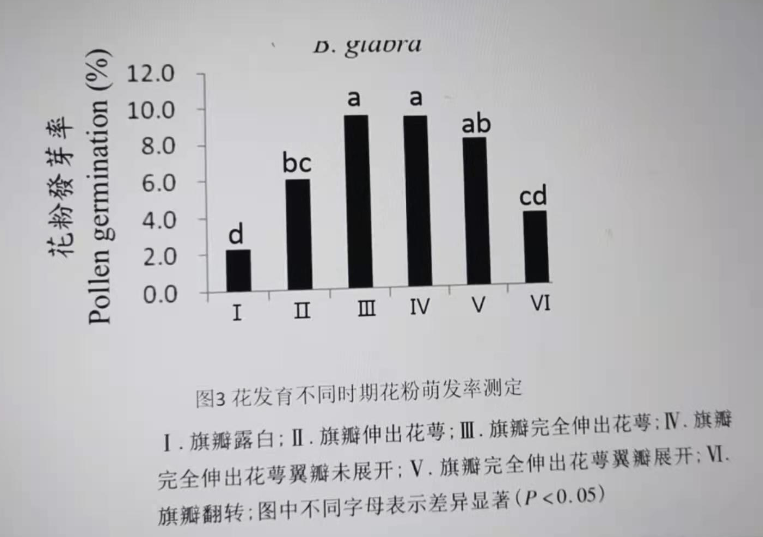 B. glabra
花粉發芽率
Pollen germination (%)
12.0
10.0
8.0
6.0
4.0
2.0
0.0
d
bc
a
a
ab
cd
Ⅰ
Ⅱ
Ⅲ
Ⅳ
Ⅴ
Ⅵ
图3 花发育不同时期花粉萌发率测定
Ⅰ. 旗瓣露白; Ⅱ. 旗瓣伸出花萼; Ⅲ. 旗瓣完全伸出花萼; Ⅳ. 旗瓣
完全伸出花萼翼瓣未展开; Ⅴ. 旗瓣完全伸出花萼翼瓣展开; Ⅵ.
旗瓣翻转; 图中不同字母表示差异显著 (P <0.05)